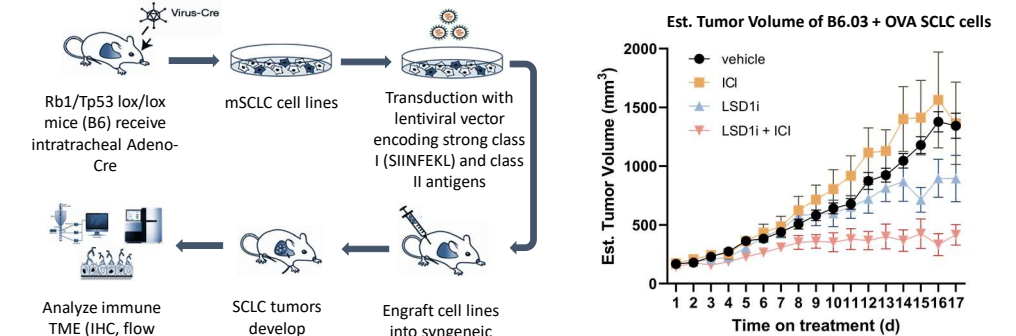 Virus-Cre
Rb1/Tp53 lox/lox
mice (B6) receive
intratracheal Adeno-
Cre
mSCLC cell lines
Transduction with
lentiviral vector
encoding strong class
I (SIINFEKL) and class
II antigens
Analyze immune
TME (IHC, flow
SCLC tumors
develop
Engraft cell lines
into syngeneic
Est. Tumor Volume of B6.03 + OVA SCLC cells
Est. Tumor Volume (mm³)
2000
1500
1000
500
0
vehicle
ICI
LSD1i
LSD1i + ICI
1 2 3 4 5 6 7 8 9 10 11 12 13 14 15 16 17
Time on treatment (d)